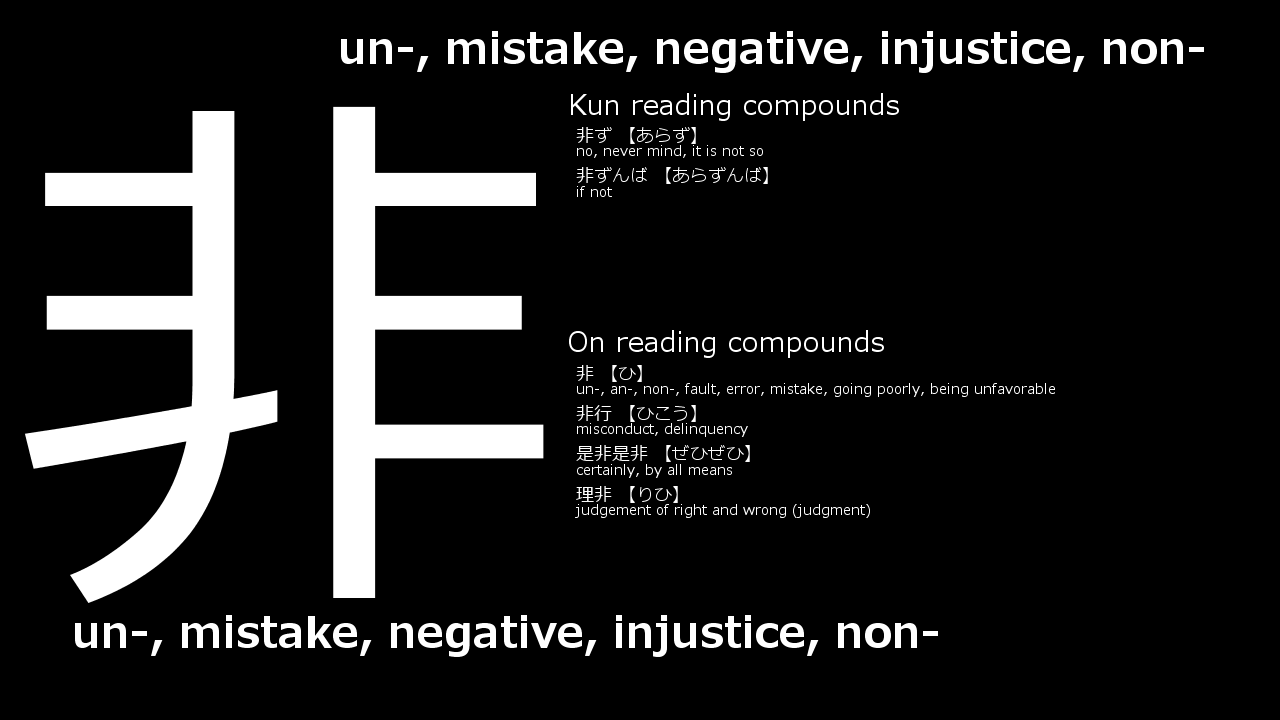 un-, mistake, negative, injustice, non-
非
Kun reading compounds
非ず 【あらず】
no, never mind, it is not so
非ずんば 【あらずんば】
if not
On reading compounds
非 【ひ】
un-, an-, non-, fault, error, mistake, going poorly, being unfavorable
非行 【ひこう】
misconduct, delinquency
是非是非 【ぜひぜひ】
certainly, by all means
理非 【りひ】
judgement of right and wrong (judgment)
un-, mistake, negative, injustice, non-